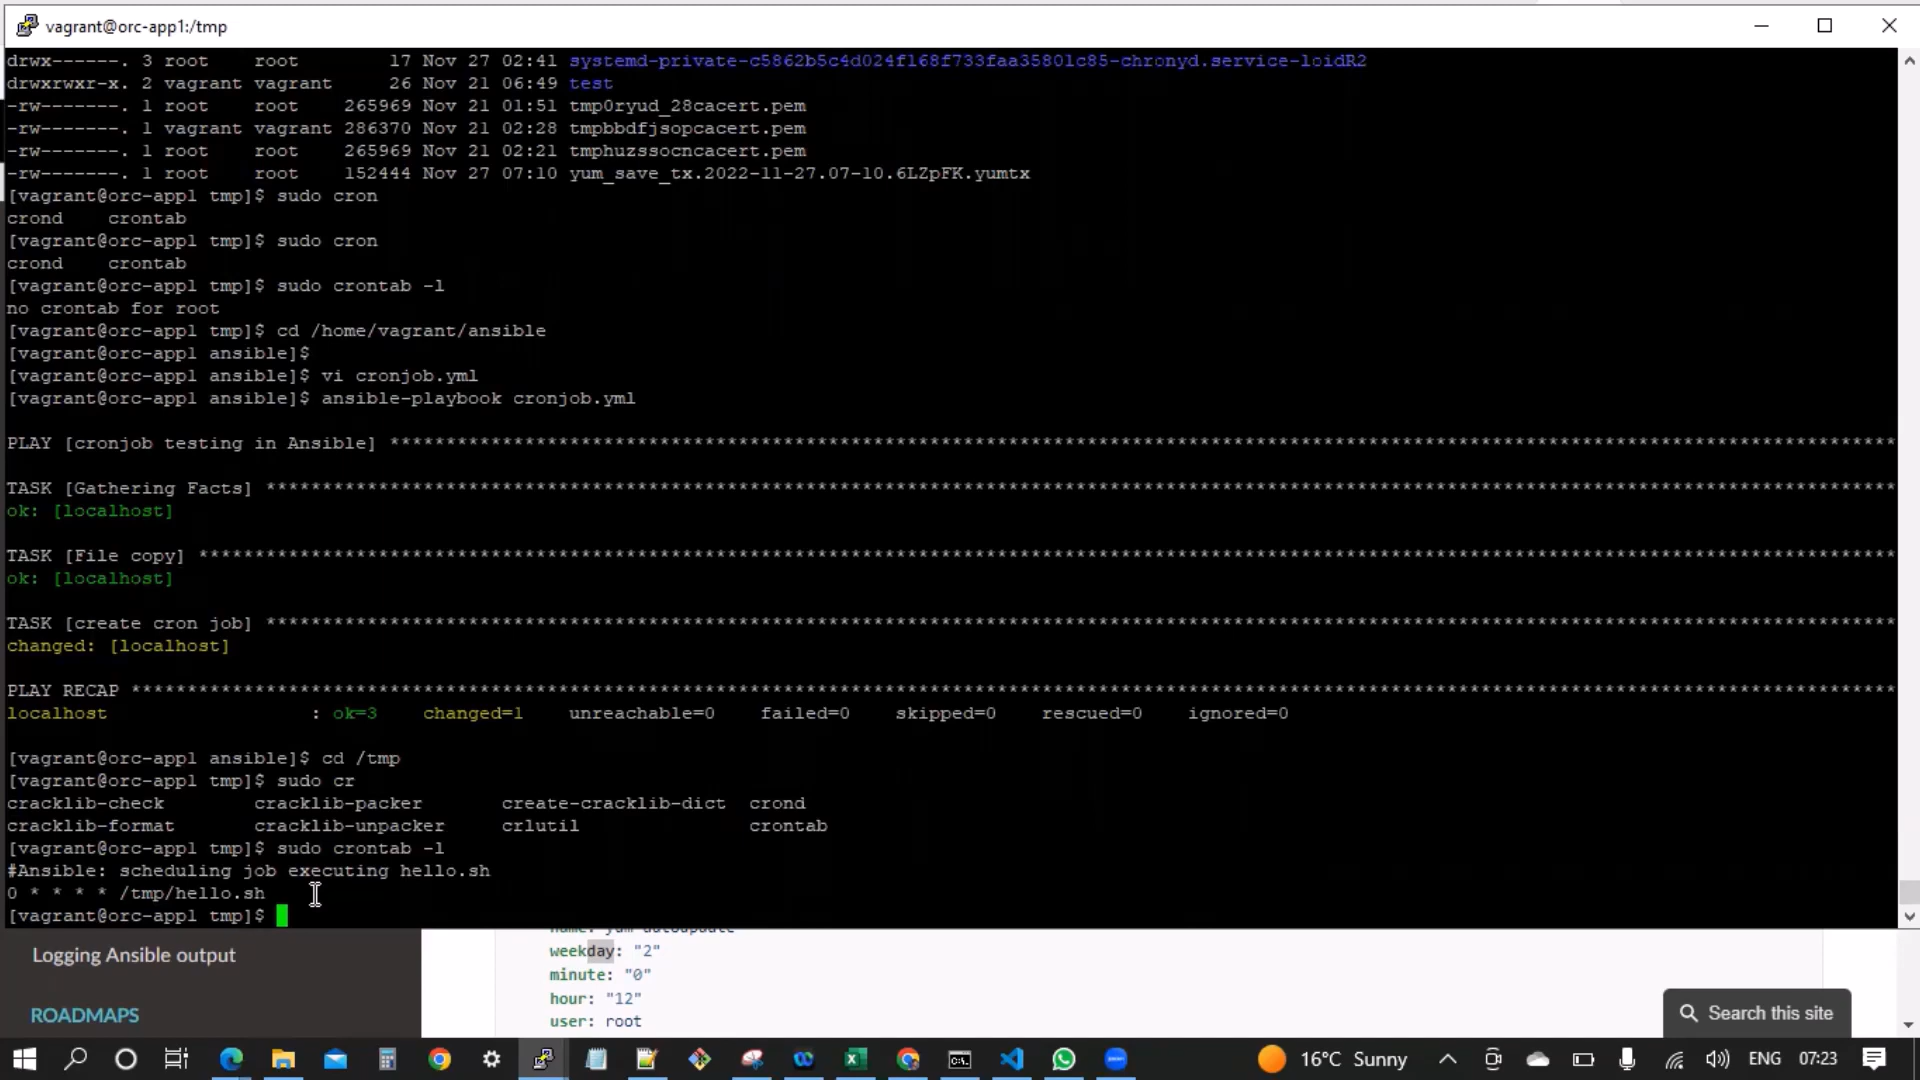 vagrant@orc-app1:/tmp
drwx------. 3 root    root        17 Nov 27 02:41 systemd-private-c5862b5c4d024f168f733faa35801c85-chronyd.service-loidR2
drwxrwxr-x. 2 vagrant vagrant     26 Nov 21 06:49 test
-rw-------. 1 root    root    265969 Nov 21 01:51 tmp0ryud_28cacert.pem
-rw-------. 1 vagrant vagrant 286370 Nov 21 02:28 tmpbbdfjsopcacert.pem
-rw-------. 1 root    root    265969 Nov 21 02:21 tmphuzssocncacert.pem
-rw-------. 1 root    root    152444 Nov 27 07:10 yum_save_tx.2022-11-27.07-10.6LZpFK.yumtx
[vagrant@orc-app1 tmp]$ sudo cron
crond    crontab
[vagrant@orc-app1 tmp]$ sudo cron
crond    crontab
[vagrant@orc-app1 tmp]$ sudo crontab -l
no crontab for root
[vagrant@orc-app1 tmp]$ cd /home/vagrant/ansible
[vagrant@orc-app1 ansible]$
[vagrant@orc-app1 ansible]$ vi cronjob.yml
[vagrant@orc-app1 ansible]$ ansible-playbook cronjob.yml
PLAY [cronjob testing in Ansible] **************************************************************************************************************************************
TASK [Gathering Facts] *************************************************************************************************************************************************
ok: [localhost]
TASK [File copy] *******************************************************************************************************************************************************
ok: [localhost]
TASK [create cron job] *************************************************************************************************************************************************
changed: [localhost]
PLAY RECAP *************************************************************************************************************************************************************
localhost                  : ok=3    changed=1    unreachable=0    failed=0    skipped=0    rescued=0    ignored=0
[vagrant@orc-app1 ansible]$ cd /tmp
[vagrant@orc-app1 tmp]$ sudo cr
cracklib-check        cracklib-packer       create-cracklib-dict  crond
cracklib-format       cracklib-unpacker     crlutil               crontab
[vagrant@orc-app1 tmp]$ sudo crontab -l
#Ansible: scheduling job executing hello.sh
0 * * * * /tmp/hello.sh
[vagrant@orc-app1 tmp]$
Logging Ansible output
ROADMAPS
name: yum autoupdate
weekday: "2"
minute: "0"
hour: "12"
user: root
Search this site
16°C Sunny
ENG
07:23